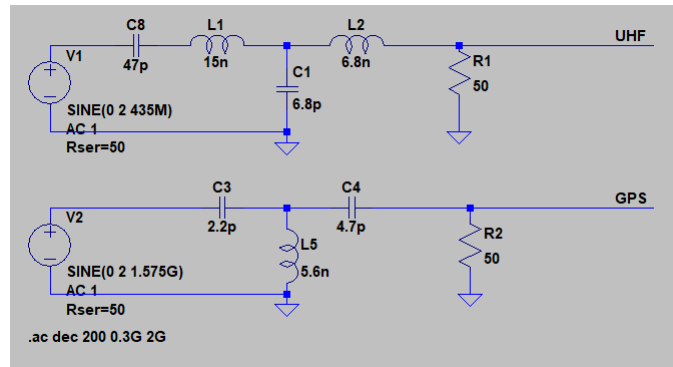 C8
L1
L2
UHF
V1
47p
15n
6.8n
R1
C1
50
6.8p
SINE(0 2 435M)
AC 1
Rser=50
C3
C4
GPS
V2
2.2p
4.7p
R2
L5
50
5.6n
SINE(0 2 1.575G)
AC 1
Rser=50
.ac dec 200 0.3G 2G